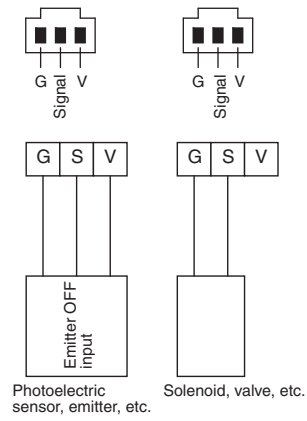 G Signal V
G Signal V
G S V
G S V
Emitter OFF
input
Photoelectric
sensor, emitter, etc.
Solenoid, valve, etc.